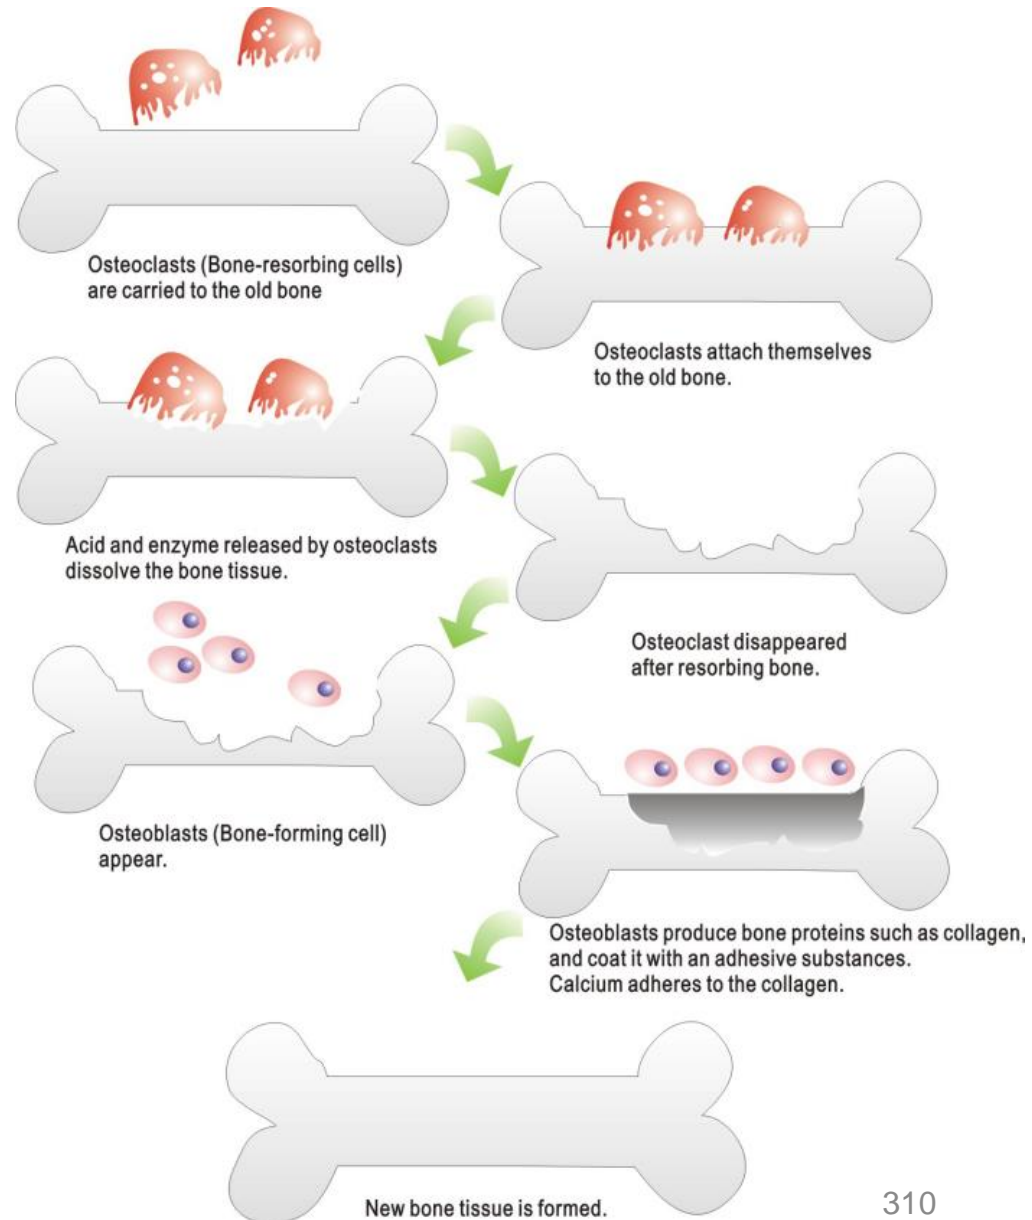 Osteoclasts (Bone-resorbing cells)
are carried to the old bone
Osteoclasts attach themselves
to the old bone.
Acid and enzyme released by osteoclasts
dissolve the bone tissue.
Osteoclast disappeared
after resorbing bone.
Osteoblasts (Bone-forming cell)
appear.
Osteoblasts produce bone proteins such as collagen,
and coat it with an adhesive substances.
Calcium adheres to the collagen.
New bone tissue is formed.
310